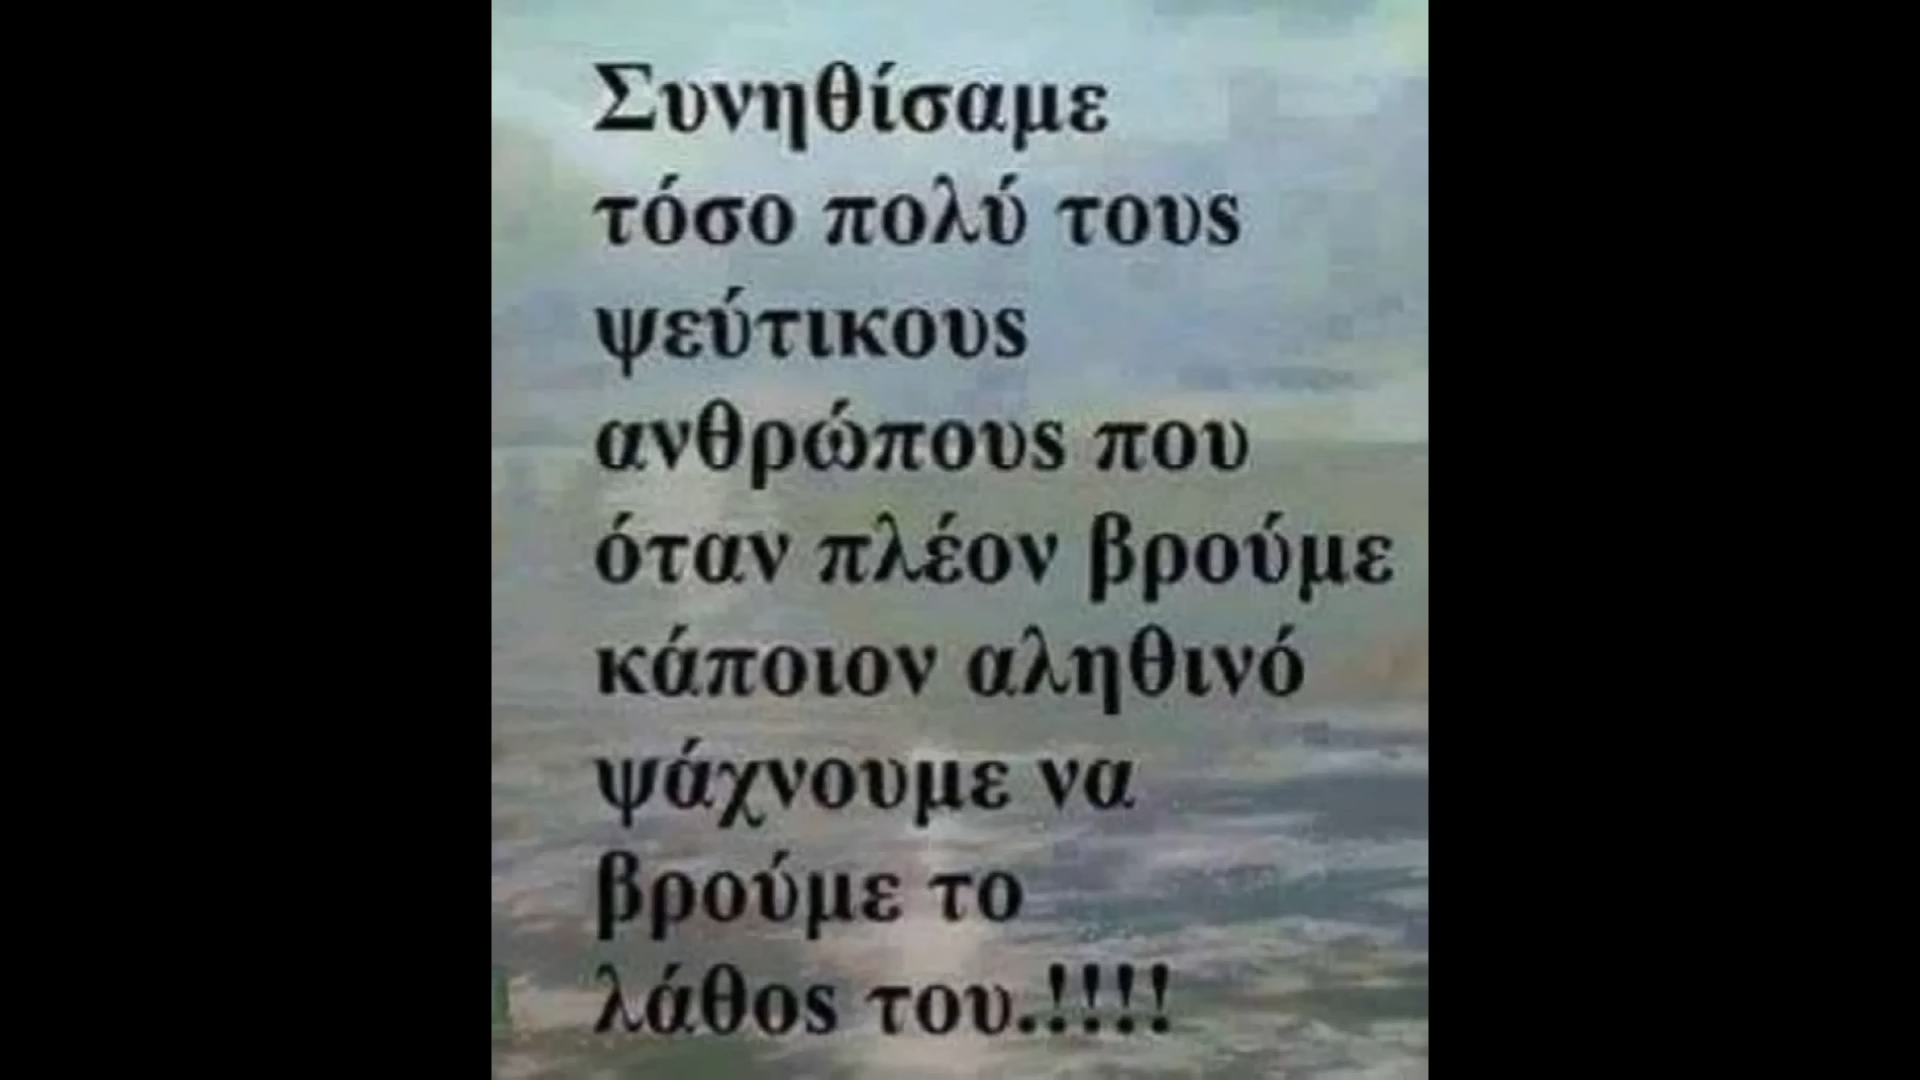 Συνηθίσαμε
τόσο πολύ τους
ψεύτικους
ανθρώπους που
όταν πλέον βρούμε
κάποιον αληθινό
ψάχνουμε να
βρούμε το
λάθος του.!!!!